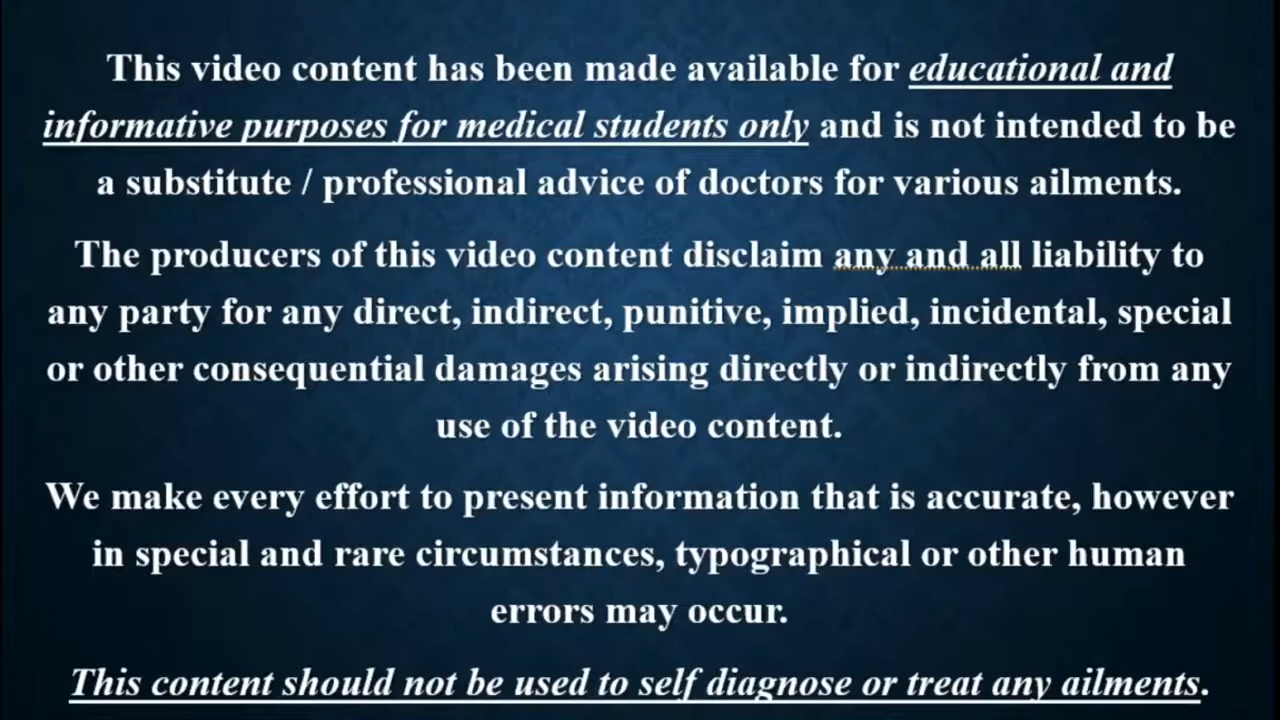 This video content has been made available for educational and
informative purposes for medical students only and is not intended to be
a substitute / professional advice of doctors for various ailments.
The producers of this video content disclaim any and all liability to
any party for any direct, indirect, punitive, implied, incidental, special
or other consequential damages arising directly or indirectly from any
use of the video content.
We make every effort to present information that is accurate, however
in special and rare circumstances, typographical or other human
errors may occur.
This content should not be used to self diagnose or treat any ailments.